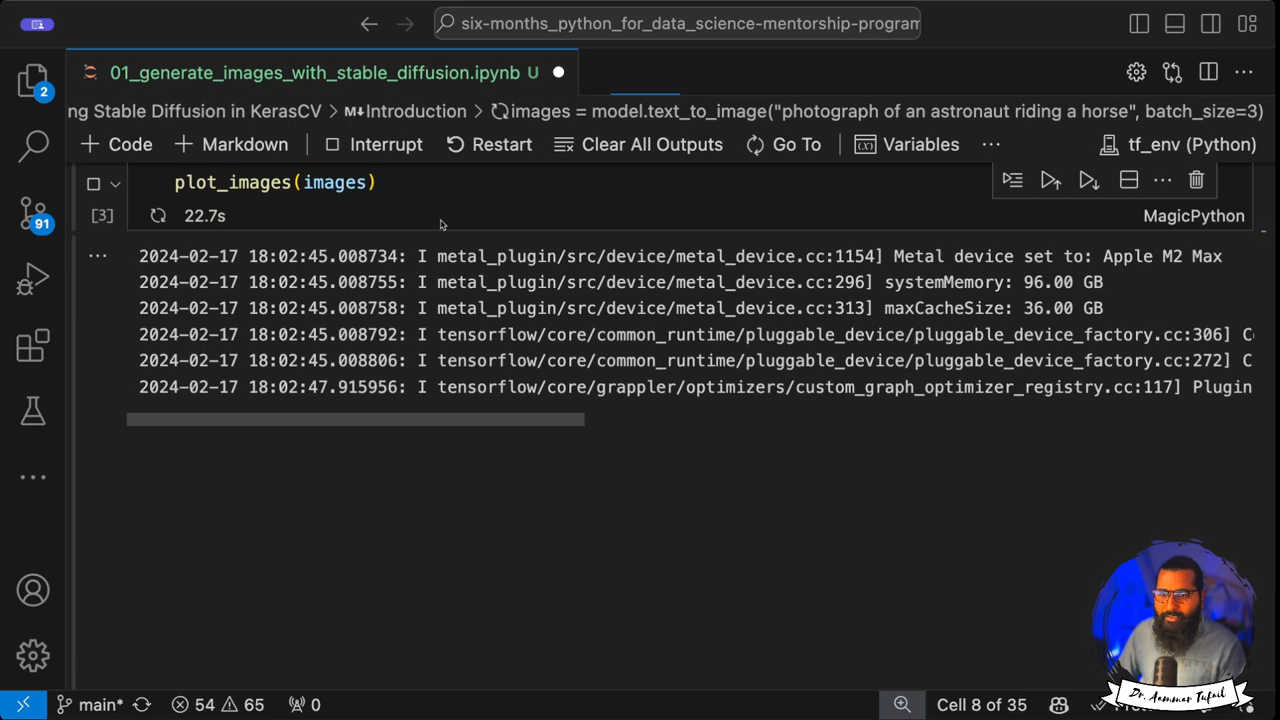 six-months_python_for_data_science-mentorship-program
2
01_generate_images_with_stable_diffusion.ipynb U
ng Stable Diffusion in KerasCV > M↓Introduction > images = model.text_to_image("photograph of an astronaut riding a horse", batch_size=3)
+ Code + Markdown Interrupt Restart Clear All Outputs Go To Variables ... tf_env (Python)
plot_images(images)
[3] 22.7s MagicPython
91
2024-02-17 18:02:45.008734: I metal_plugin/src/device/metal_device.cc:1154] Metal device set to: Apple M2 Max
2024-02-17 18:02:45.008755: I metal_plugin/src/device/metal_device.cc:296] systemMemory: 96.00 GB
2024-02-17 18:02:45.008758: I metal_plugin/src/device/metal_device.cc:313] maxCacheSize: 36.00 GB
2024-02-17 18:02:45.008792: I tensorflow/core/common_runtime/pluggable_device/pluggable_device_factory.cc:306] C
2024-02-17 18:02:45.008806: I tensorflow/core/common_runtime/pluggable_device/pluggable_device_factory.cc:272] C
2024-02-17 18:02:47.915956: I tensorflow/core/grappler/optimizers/custom_graph_optimizer_registry.cc:117] Plugin
Dr. Aammar Tufail
main* 54 65 0 Cell 8 of 35